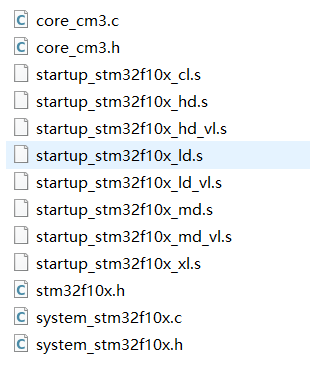 core_cm3.c
core_cm3.h
startup_stm32f10x_cl.s
startup_stm32f10x_hd.s
startup_stm32f10x_hd_vl.s
startup_stm32f10x_ld.s
startup_stm32f10x_ld_vl.s
startup_stm32f10x_md.s
startup_stm32f10x_md_vl.s
startup_stm32f10x_xl.s
stm32f10x.h
system_stm32f10x.c
system_stm32f10x.h